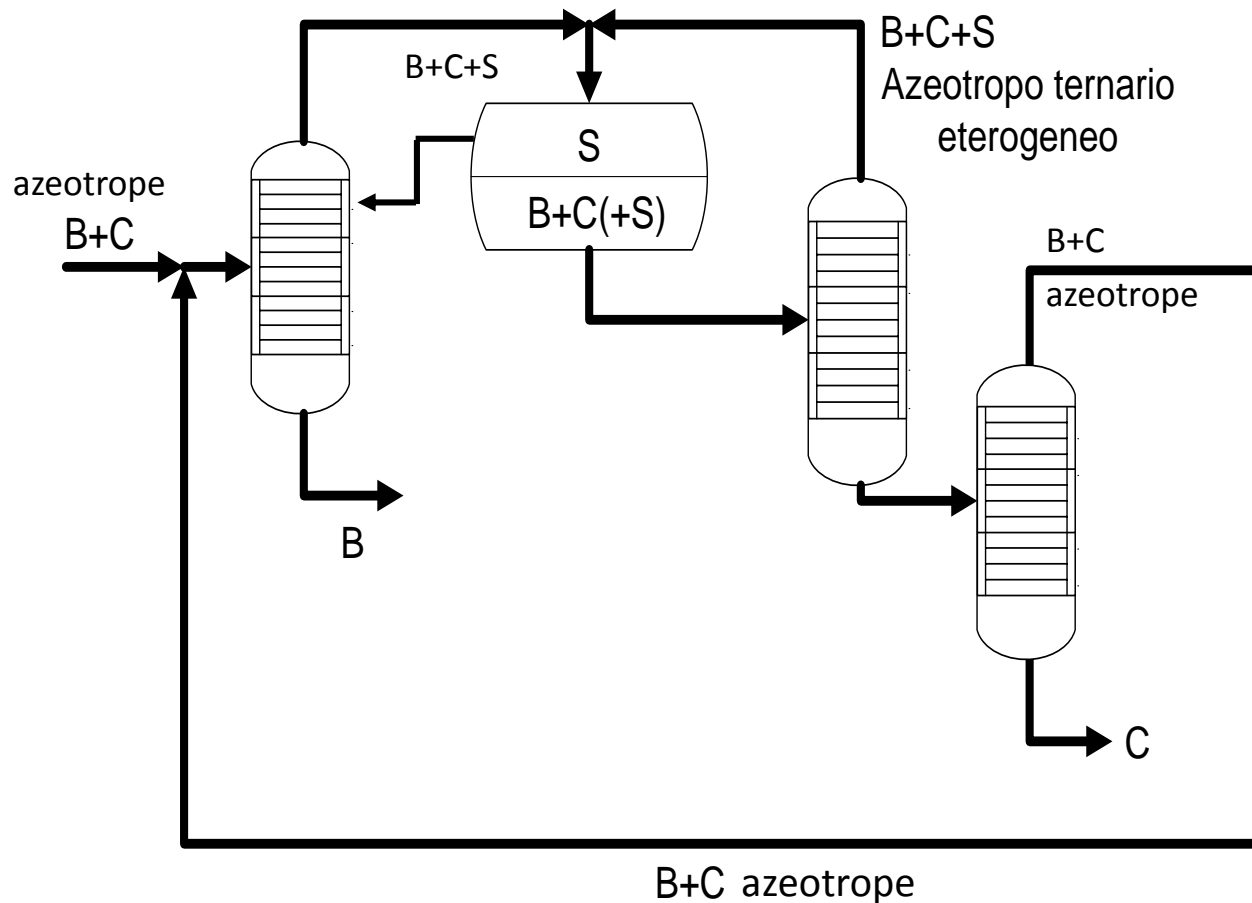 B+C+S
Azeotropo ternario
eterogeneo
B+C+S
S
B+C(+S)
azeotrope
B+C
B+C
azeotrope
B
C
B+C azeotrope